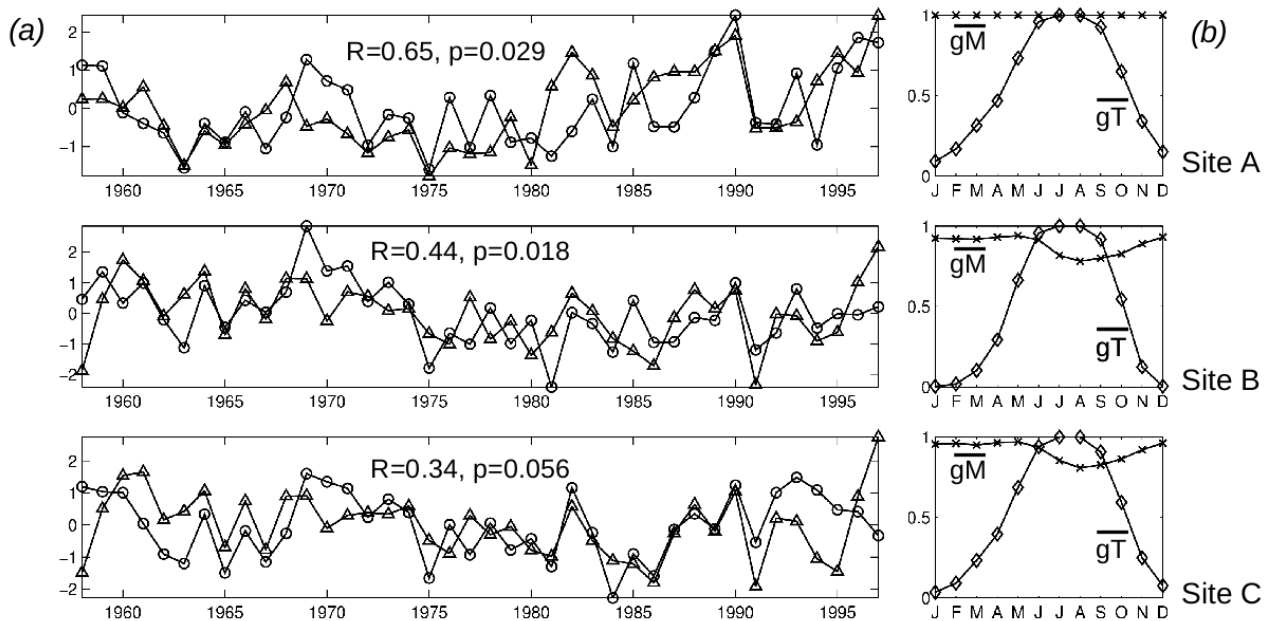 (a)
2
1
0
−1
R=0.65, p=0.029
1960 1965 1970 1975 1980 1985 1990 1995
1
0.5
0
gM
gT
J F M A M J J A S O N D
(b)
Site A
2
1
0
−1
−2
R=0.44, p=0.018
1960 1965 1970 1975 1980 1985 1990 1995
1
0.5
0
gM
gT
J F M A M J J A S O N D
Site B
2
1
0
−1
−2
R=0.34, p=0.056
1960 1965 1970 1975 1980 1985 1990 1995
1
0.5
0
gM
gT
J F M A M J J A S O N D
Site C